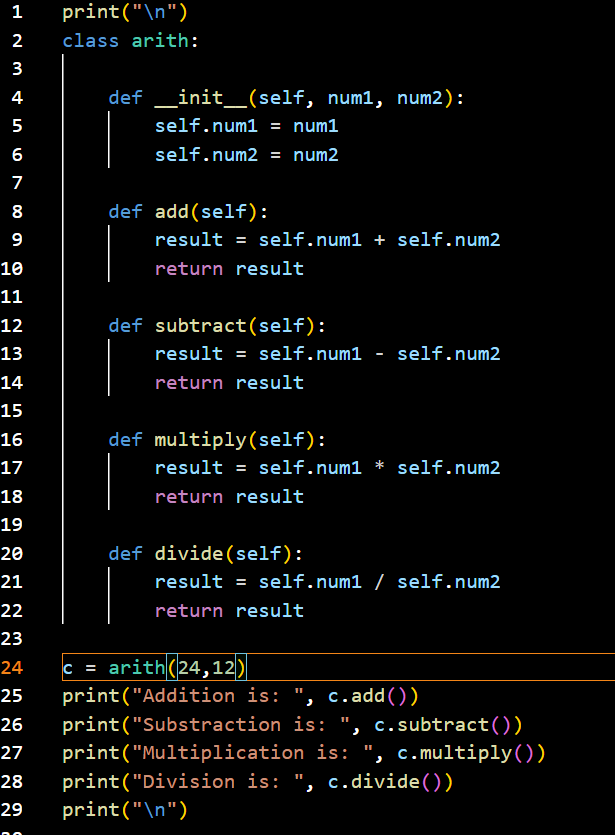 1 print("\n")
2 class arith:
3
4     def __init__(self, num1, num2):
5         self.num1 = num1
6         self.num2 = num2
7
8     def add(self):
9         result = self.num1 + self.num2
10         return result
11
12     def subtract(self):
13         result = self.num1 - self.num2
14         return result
15
16     def multiply(self):
17         result = self.num1 * self.num2
18         return result
19
20     def divide(self):
21         result = self.num1 / self.num2
22         return result
23
24 c = arith(24,12)
25 print("Addition is: ", c.add())
26 print("Substraction is: ", c.subtract())
27 print("Multiplication is: ", c.multiply())
28 print("Division is: ", c.divide())
29 print("\n")